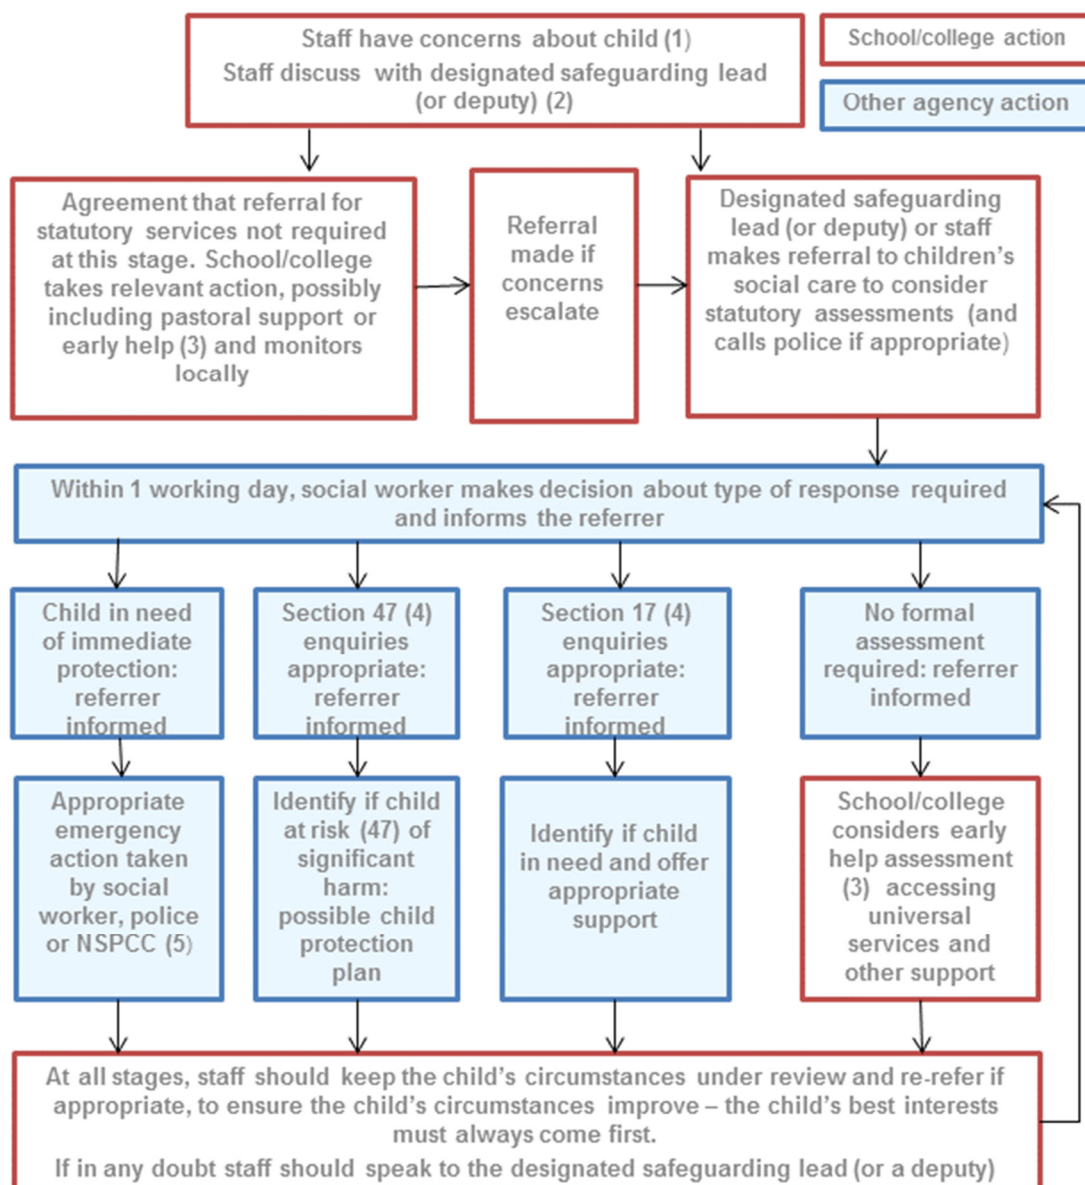 Staff have concerns about child (1)
Staff discuss with designated safeguarding lead
(or deputy) (2)
School/college action
Other agency action
Agreement that referral for
statutory services not required
at this stage. School/college
takes relevant action, possibly
including pastoral support or
early help (3) and monitors
locally
Referral
made if
concerns
escalate
Designated safeguarding
lead (or deputy) or staff
makes referral to children's
social care to consider
statutory assessments (and
calls police if appropriate)
Within 1 working day, social worker makes decision about type of response required
and informs the referrer
Child in need
of immediate
protection:
referrer
informed
Section 47 (4)
enquiries
appropriate:
referrer
informed
Section 17 (4)
enquiries
appropriate:
referrer
informed
No formal
assessment
required: referrer
informed
Appropriate
emergency
action taken
by social
worker, police
or NSPCC (5)
Identify if child
at risk (47) of
significant
harm:
possible child
protection
plan
Identify if child
in need and offer
appropriate
support
School/college
considers early
help assessment
(3) accessing
universal
services and
other support
At all stages, staff should keep the child's circumstances under review and re-refer if
appropriate, to ensure the child's circumstances improve – the child's best interests
must always come first.
If in any doubt staff should speak to the designated safeguarding lead (or a deputy)